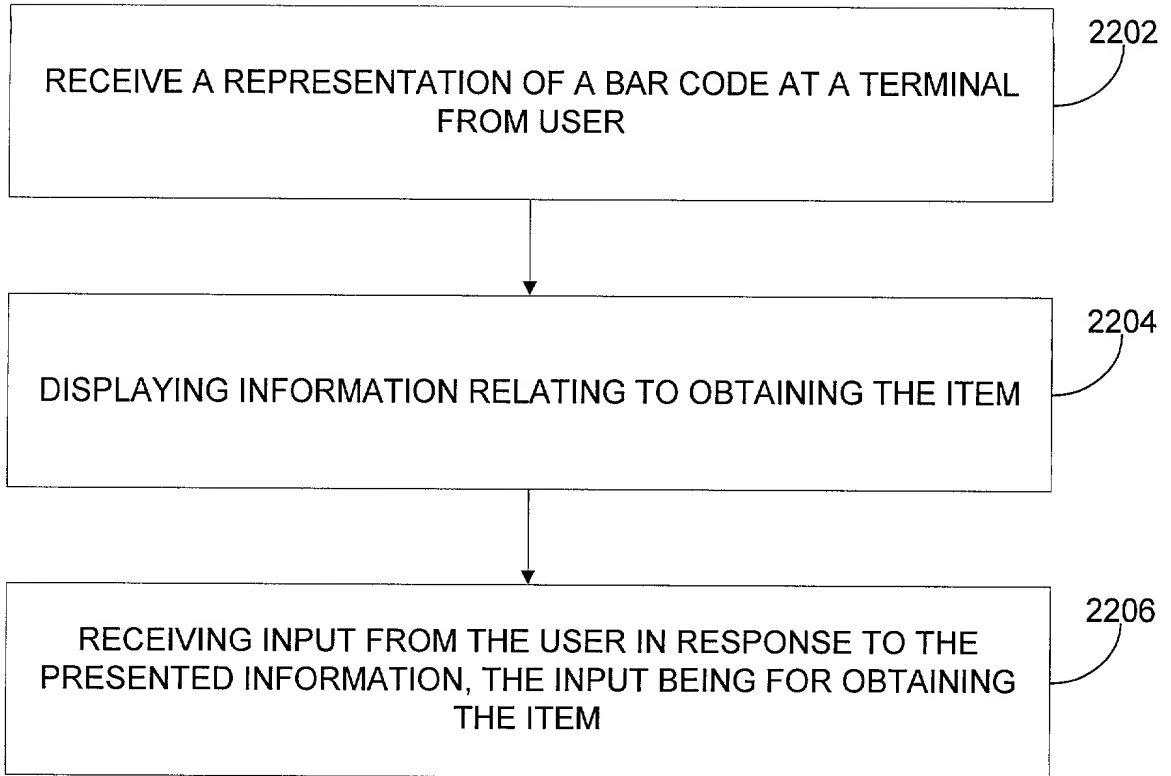 2202
RECEIVE A REPRESENTATION OF A BAR CODE AT A TERMINAL
FROM USER
2204
DISPLAYING INFORMATION RELATING TO OBTAINING THE ITEM
2206
RECEIVING INPUT FROM THE USER IN RESPONSE TO THE
PRESENTED INFORMATION, THE INPUT BEING FOR OBTAINING
THE ITEM